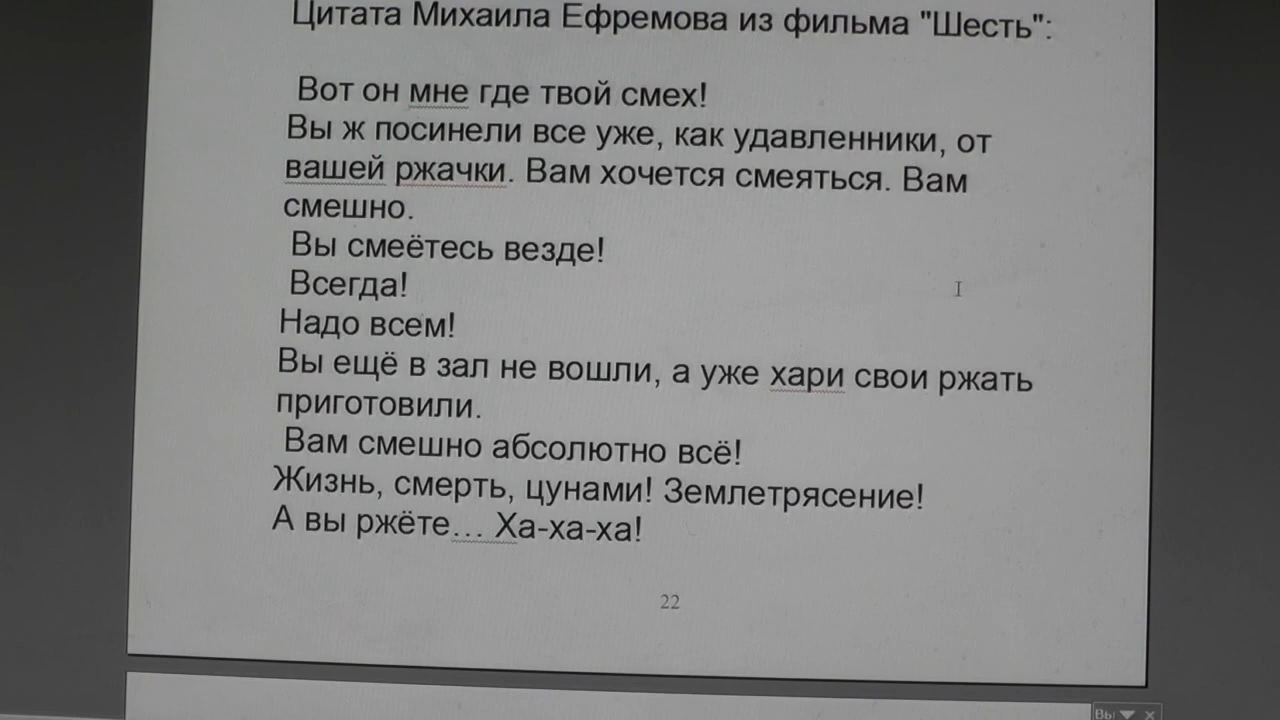 Цитата Михаила Ефремова из фильма "Шесть":
Вот он мне где твой смех!
Вы ж посинели все уже, как удавленники, от
вашей ржачки. Вам хочется смеяться. Вам
смешно.
Вы смеётесь везде!
Всегда!
Надо всем!
Вы ещё в зал не вошли, а уже хари свои ржать
приготовили.
Вам смешно абсолютно всё!
Жизнь, смерть, цунами! Землетрясение!
А вы ржёте... Ха-ха-ха!
22